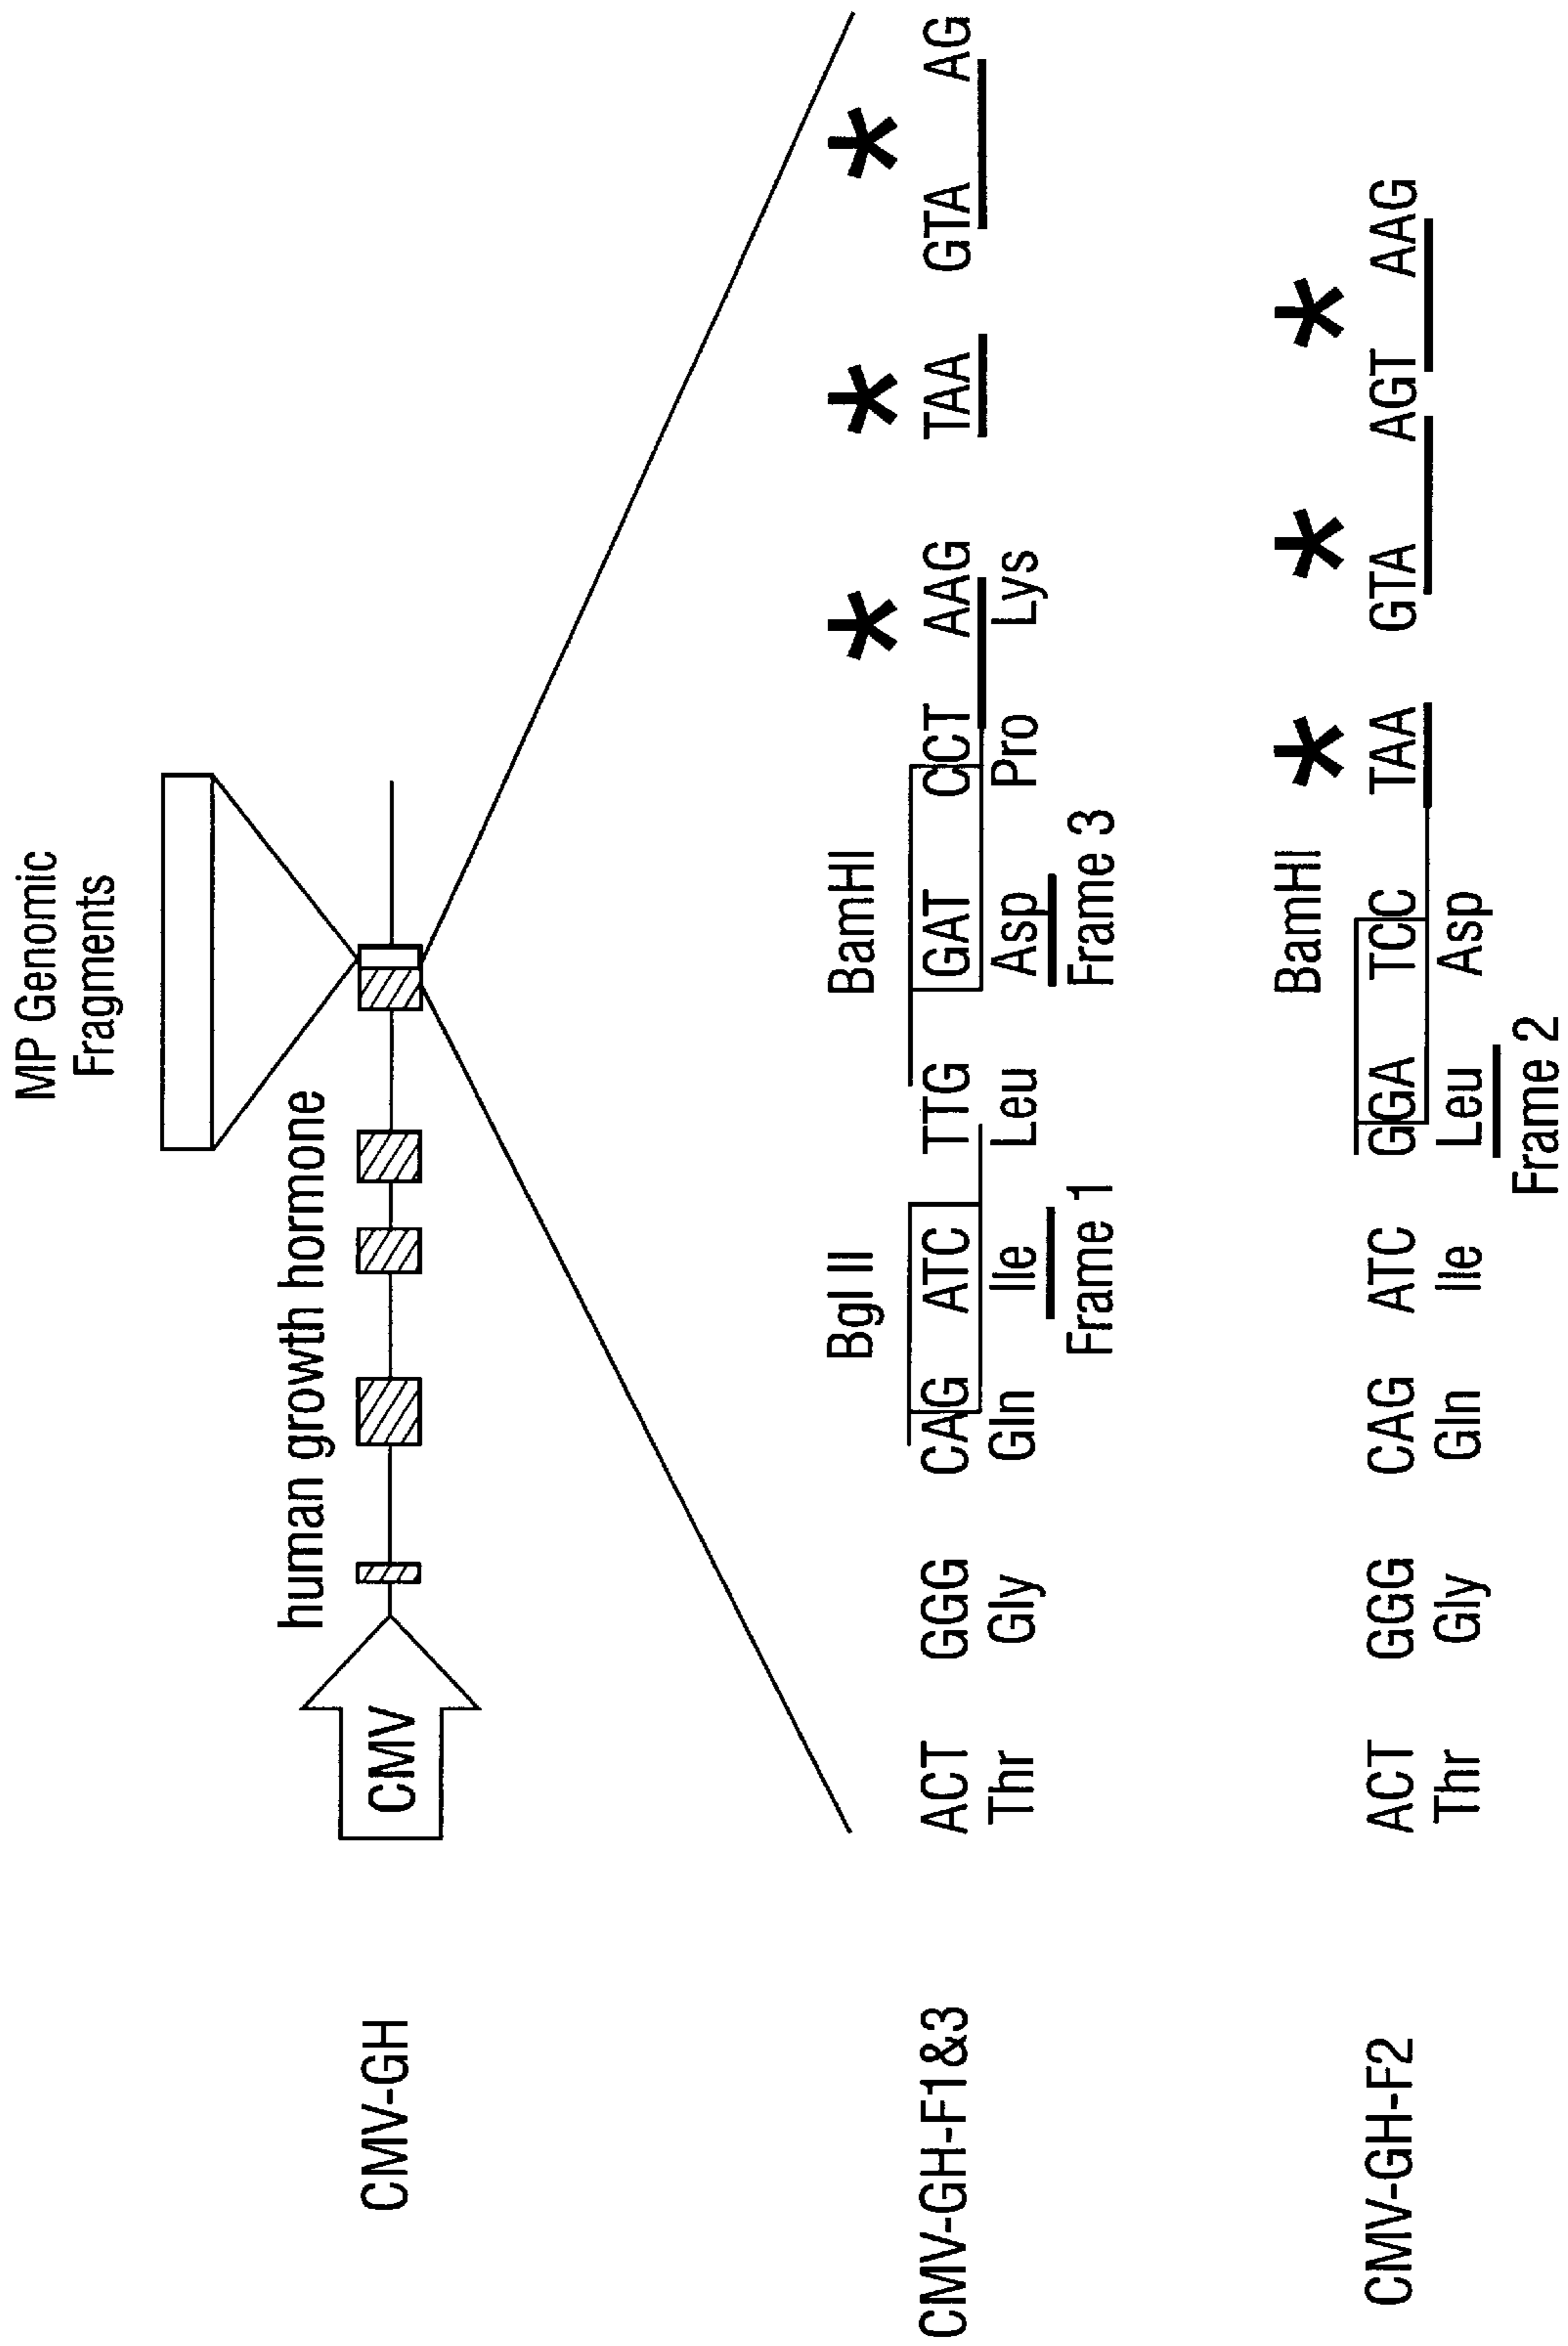 MP Genomic
Fragments
human growth hormone
CMV-GH
CMV
Bgl II BamHI
* * *
CMV-GH-F1&3 ACT GGG CAG ATC TTG GAT CCT AAG TAA GTA AG
Thr Gly Gln Ile Leu Asp Pro Lys
Frame 1 Frame 3
BamHI
* * *
CMV-GH-F2 ACT GGG CAG ATC GGA TCC TAA GTA AGT AAG
Thr Gly Gln Ile Leu Asp
Frame 2